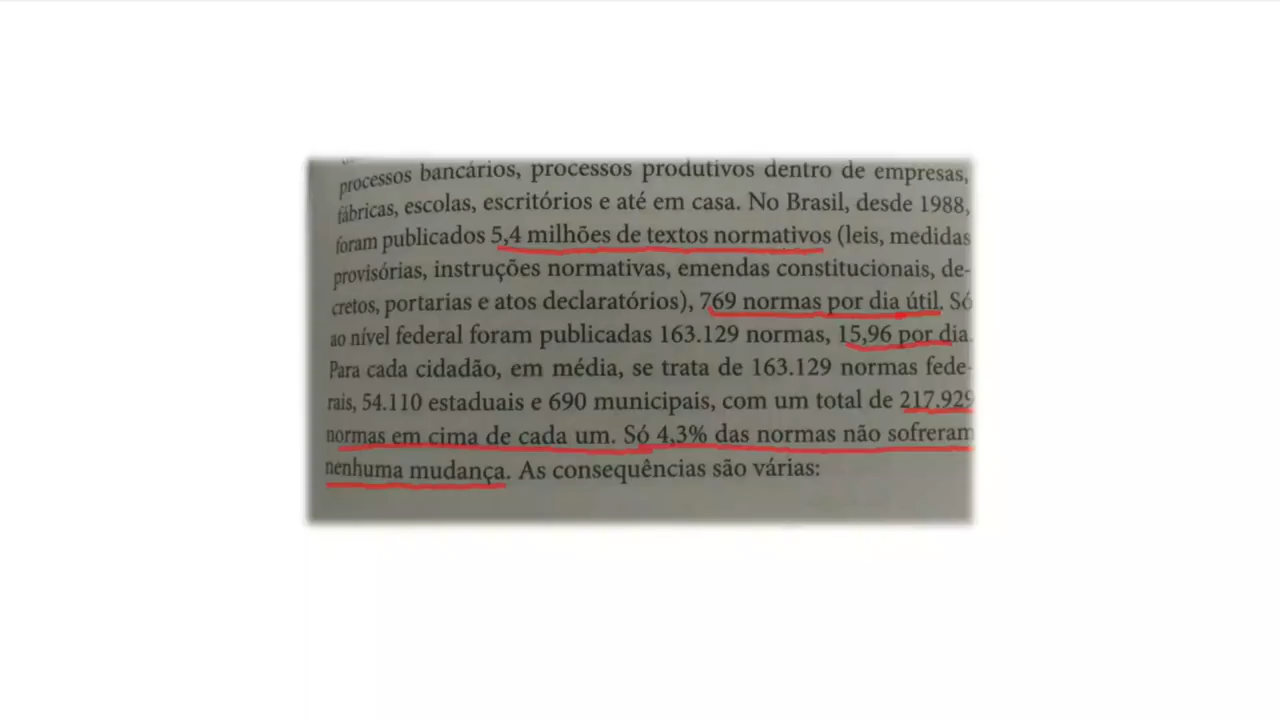 processos bancários, processos produtivos dentro de empresas,
fábricas, escolas, escritórios e até em casa. No Brasil, desde 1988,
foram publicados 5,4 milhões de textos normativos (leis, medidas
provisórias, instruções normativas, emendas constitucionais, de-
cretos, portarias e atos declaratórios), 769 normas por dia útil. Só
ao nível federal foram publicadas 163.129 normas, 15,96 por dia.
Para cada cidadão, em média, se trata de 163.129 normas fede-
rais, 54.110 estaduais e 690 municipais, com um total de 217.929
normas em cima de cada um. Só 4,3% das normas não sofreram
nenhuma mudança. As consequências são várias: